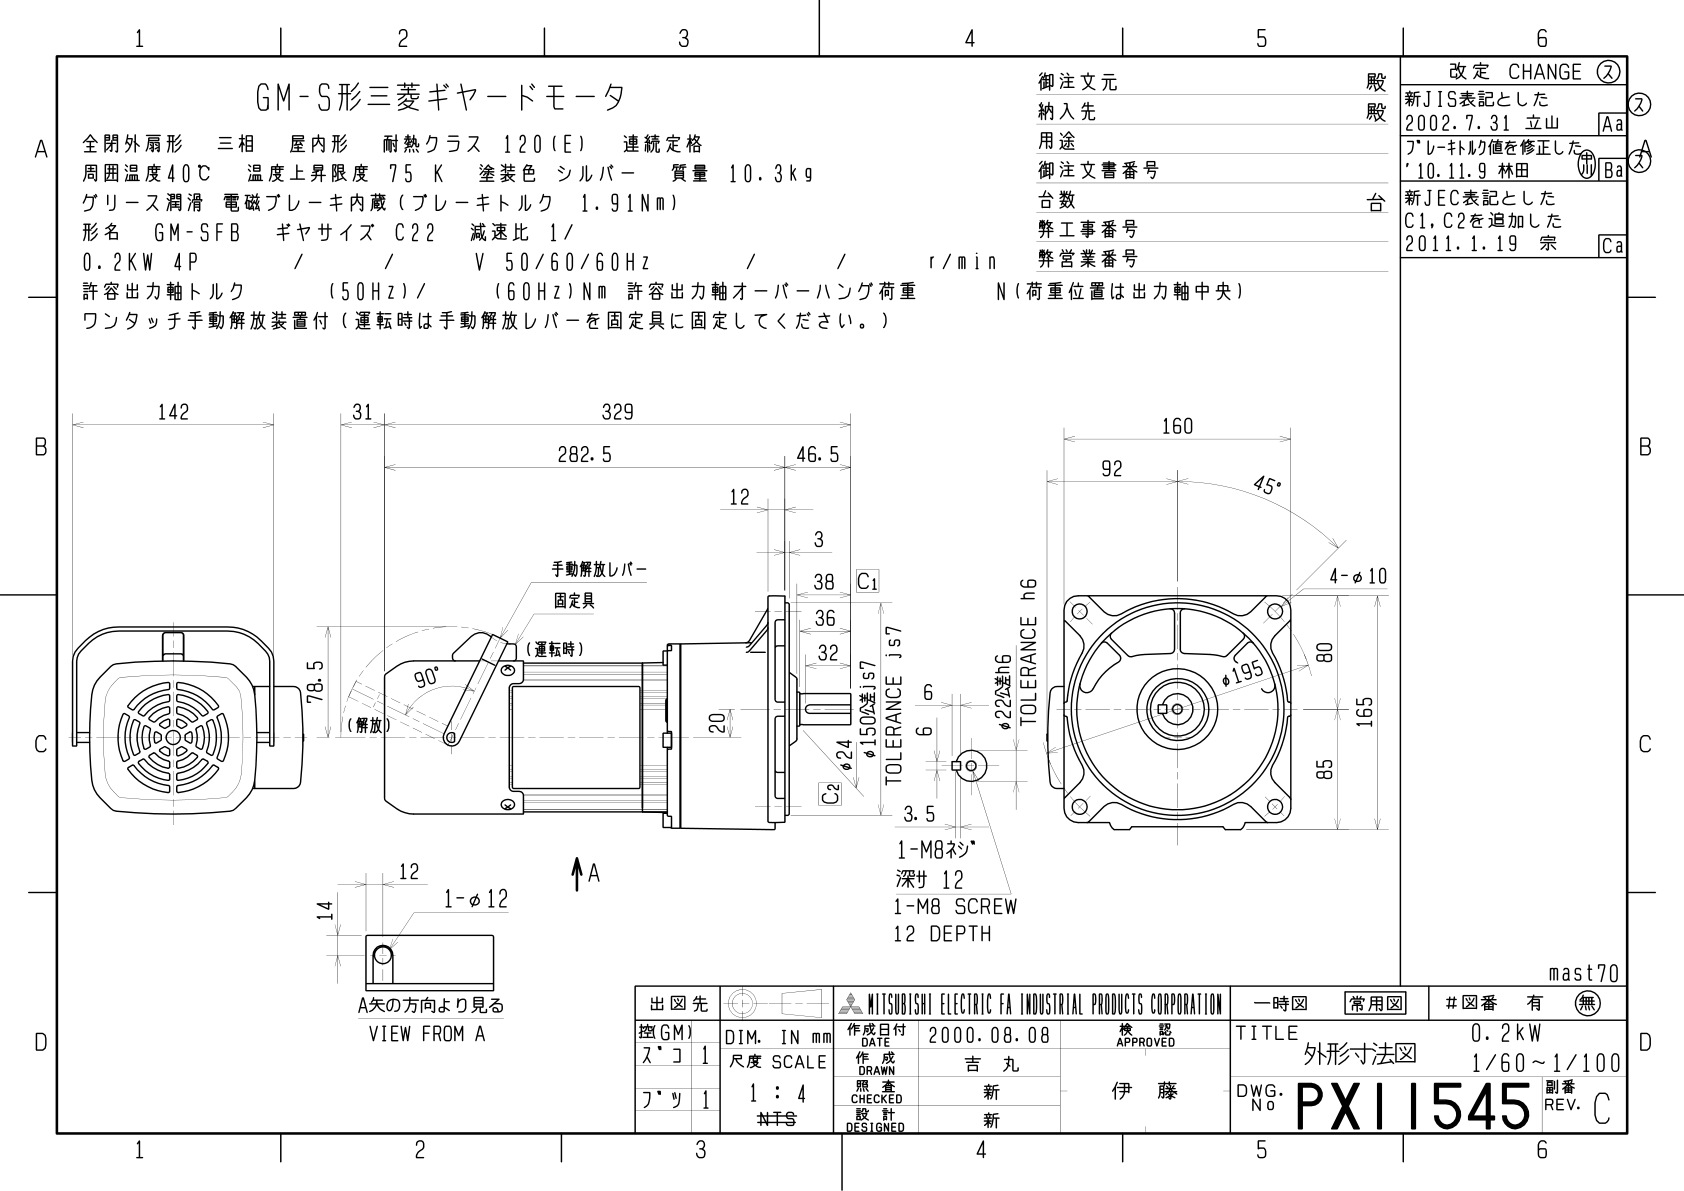 1 2 3 4 5 6
GM-S形三菱ギヤードモータ
全閉外扇形 三相 屋内形 耐熱クラス 120(E) 連続定格
周囲温度40℃ 温度上昇限度 75 K 塗装色 シルバー 質量 10.3kg
グリース潤滑 電磁ブレーキ内蔵(ブレーキトルク 1.91Nm)
形名 GM-SFB ギヤサイズ C22 減速比 1/
0.2KW 4P / / V 50/60/60Hz / / r/min
許容出力軸トルク (50Hz)/ (60Hz)Nm 許容出力軸オーバーハング荷重 N(荷重位置は出力軸中央)
ワンタッチ手動解放装置付(運転時は手動解放レバーを固定具に固定してください。)
御注文元 殿
納入先 殿
用途
御注文書番号
台数 台
弊工事番号
弊営業番号
改定 CHANGE ス
新JIS表記とした
2002.7.31 立山 Aa
ス
ブレーキトルク値を修正した
'10.11.9 林田 Ba
ス
新JEC表記とした
C1,C2を追加した
2011.1.19 宗 Ca
A
A
B
B
C
C
D
D
142
31
329
282.5
46.5
12
3
38 C1
36
32
手動解放レバー
固定具
(運転時)
90°
(解放)
78.5
20
φ24
C2
φ150公差js7
TOLERANCE js7
6
6
3.5
φ22公差h6
TOLERANCE h6
1-M8ネジ
深サ 12
1-M8 SCREW
12 DEPTH
160
92
45°
4-φ10
φ195
80
165
85
A
12
14
1-φ12
A矢の方向より見る
VIEW FROM A
mast70
出図先
控(GM)
ズコ 1
ブツ 1
DIM. IN mm
尺度 SCALE
1:4
NTS
MITSUBISHI ELECTRIC FA INDUSTRIAL PRODUCTS CORPORATION
作成日付 DATE 2000.08.08
作成 DRAWN 吉丸
照査 CHECKED 新
設計 DESIGNED 新
検認 APPROVED
伊藤
一時図 常用図 #図番 有 無
TITLE 外形寸法図
0.2kW
1/60~1/100
DWG. No PX11545
副番 REV. C
1 2 3 4 5 6